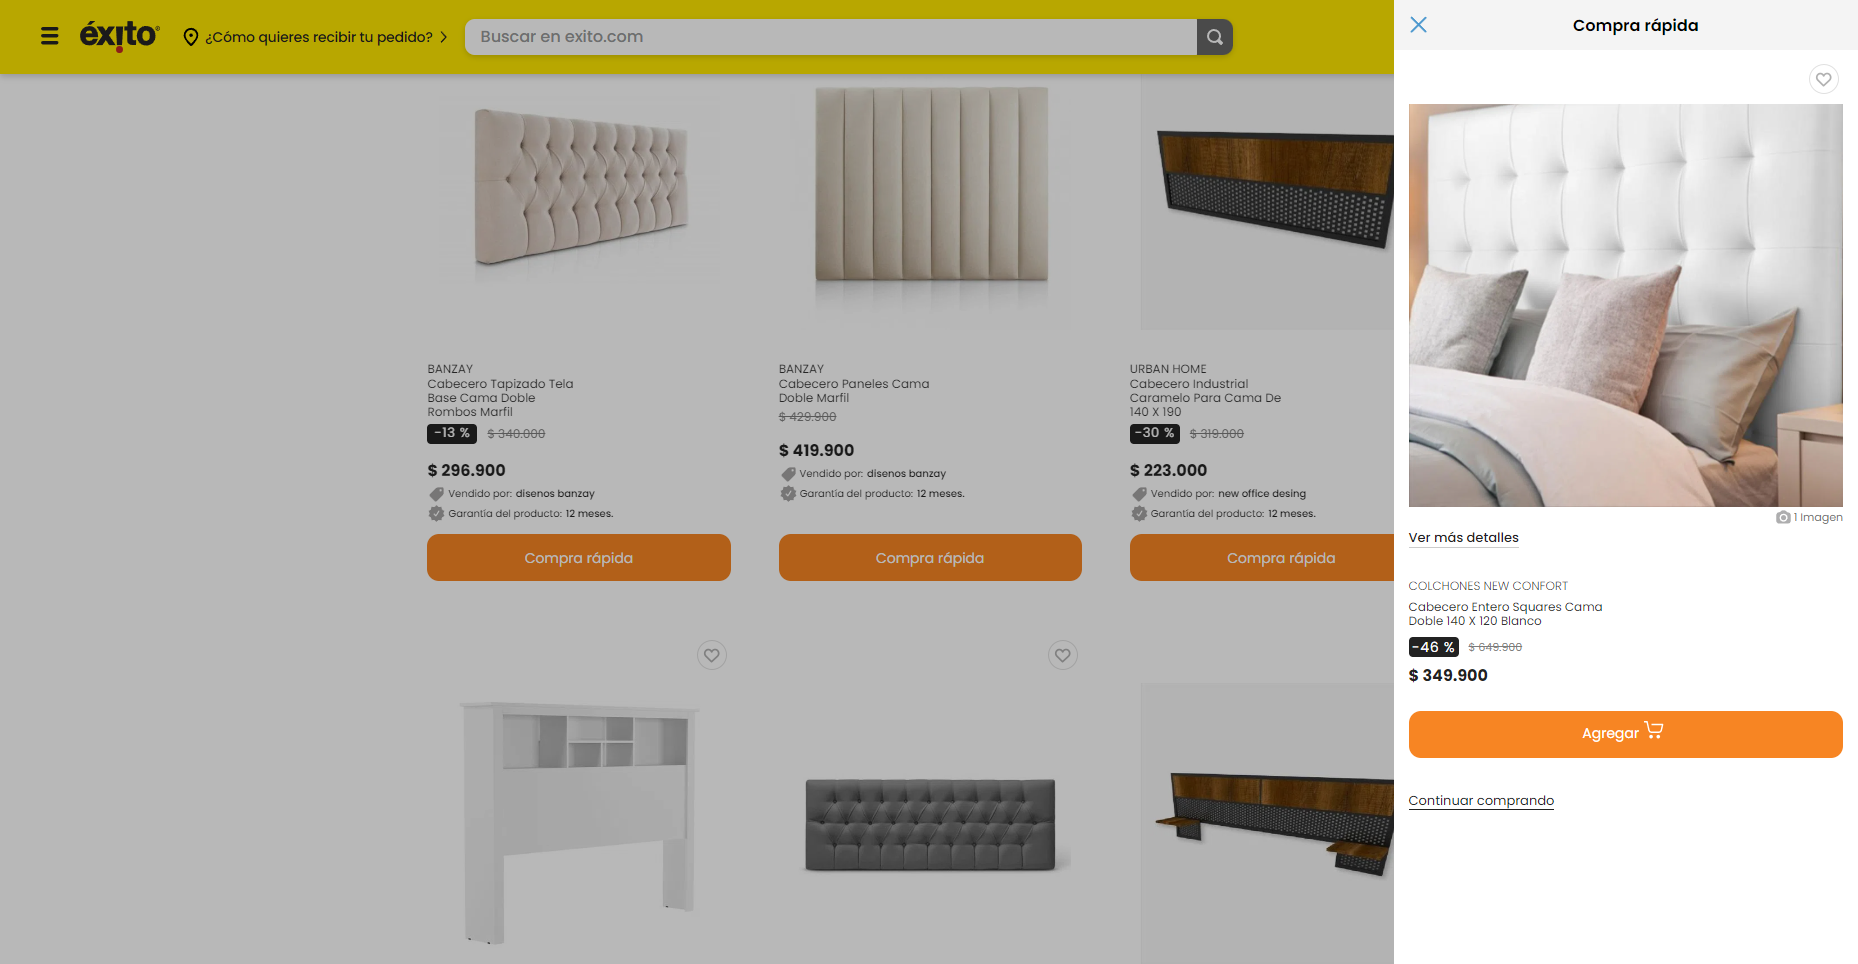 éxito
¿Cómo quieres recibir tu pedido?
Buscar en exito.com
BANZAY
Cabecero Tapizado Tela
Base Cama Doble
Rombos Marfil
-13 % $ 340.000
$ 296.900
Vendido por: disenos banzay
Garantía del producto: 12 meses.
Compra rápida
BANZAY
Cabecero Paneles Cama
Doble Marfil
$ 429.900
$ 419.900
Vendido por: disenos banzay
Garantía del producto: 12 meses.
Compra rápida
URBAN HOME
Cabecero Industrial
Caramelo Para Cama De
140 X 190
-30 % $ 319.000
$ 223.000
Vendido por: new office desing
Garantía del producto: 12 meses.
Compra rápida
Compra rápida
1 Imagen
Ver más detalles
COLCHONES NEW CONFORT
Cabecero Entero Squares Cama
Doble 140 X 120 Blanco
-46 % $ 649.900
$ 349.900
Agregar
Continuar comprando